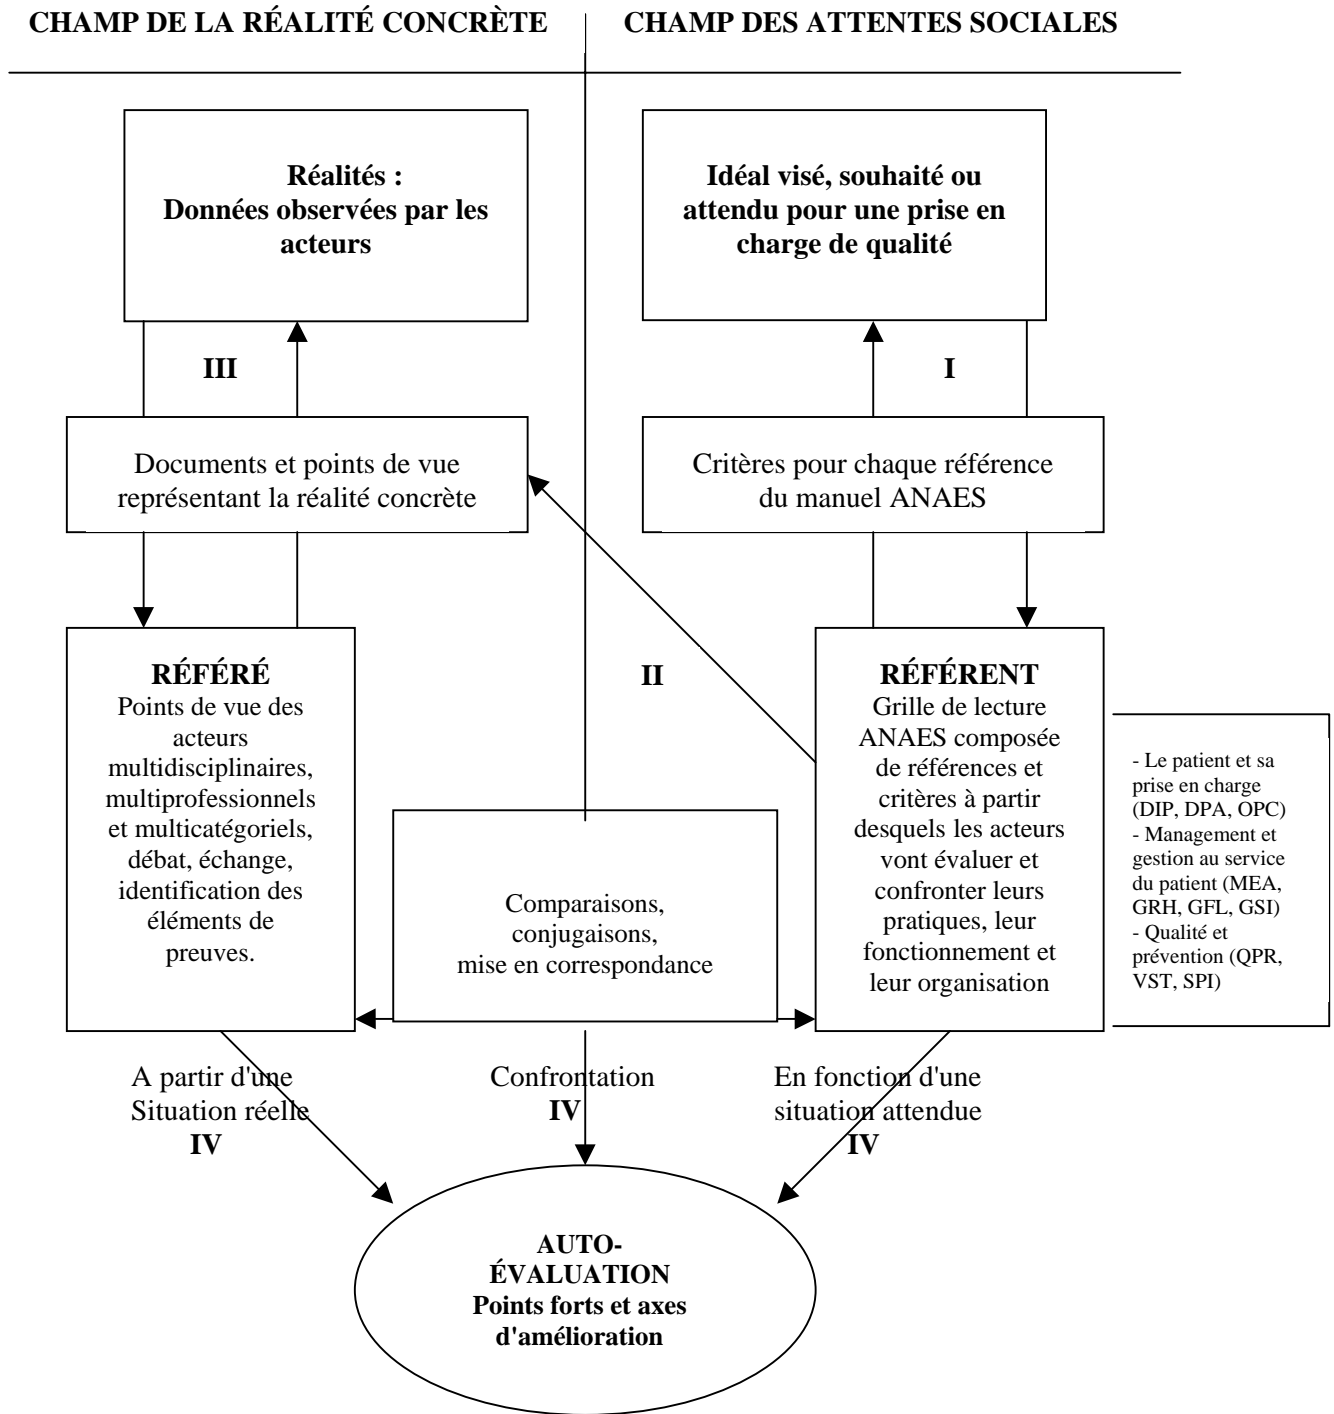 CHAMP DE LA RÉALITÉ CONCRÈTE
CHAMP DES ATTENTES SOCIALES
Réalités :
Données observées par les
acteurs
Idéal visé, souhaité ou
attendu pour une prise en
charge de qualité
III
I
Documents et points de vue
représentant la réalité concrète
Critères pour chaque référence
du manuel ANAES
II
RÉFÉRÉ
Points de vue des
acteurs
multidisciplinaires,
multiprofessionnels
et multicatégoriels,
débat, échange,
identification des
éléments de
preuves.
RÉFÉRENT
Grille de lecture
ANAES composée
de références et
critères à partir
desquels les acteurs
vont évaluer et
confronter leurs
pratiques, leur
fonctionnement et
leur organisation
- Le patient et sa
prise en charge
(DIP, DPA, OPC)
- Management et
gestion au service
du patient (MEA,
GRH, GFL, GSI)
- Qualité et
prévention (QPR,
VST, SPI)
Comparaisons,
conjugaisons,
mise en correspondance
A partir d'une
Situation réelle
IV
Confrontation
IV
En fonction d'une
situation attendue
IV
AUTO-
ÉVALUATION
Points forts et axes
d'amélioration